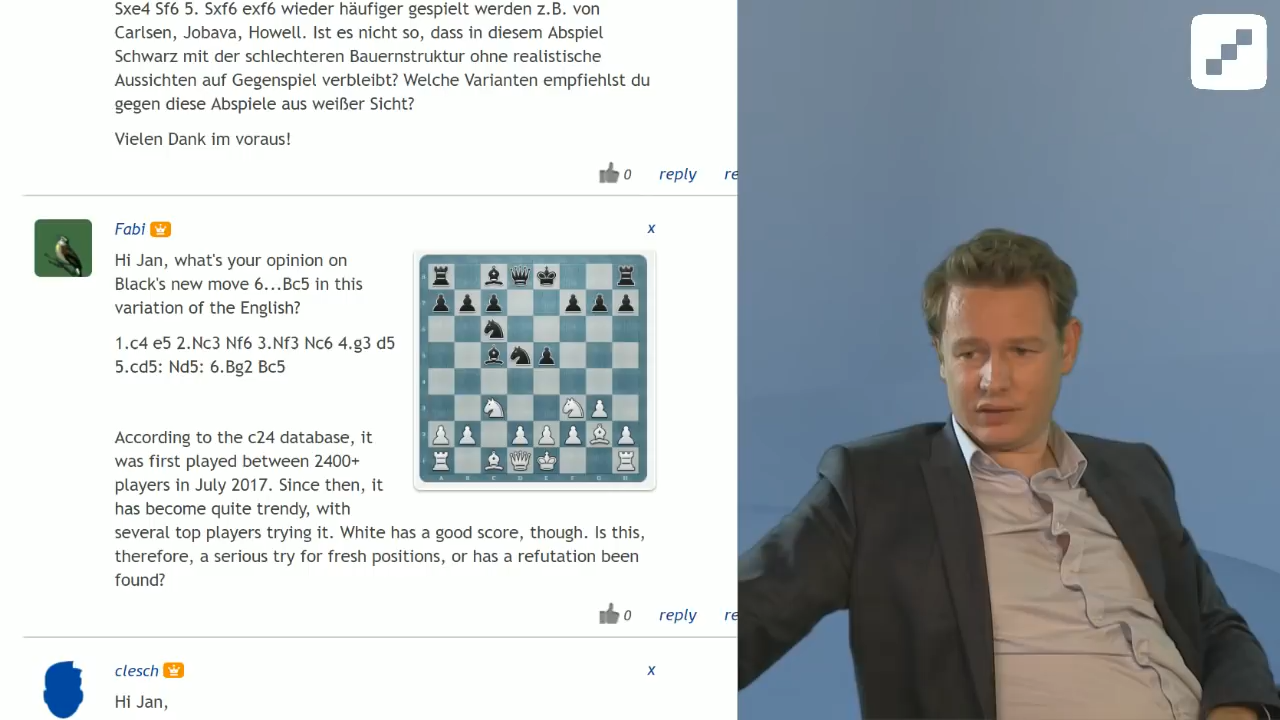 Sxe4 Sf6 5. Sxf6 exf6 wieder häufiger gespielt werden z.B. von
Carlsen, Jobava, Howell. Ist es nicht so, dass in diesem Abspiel
Schwarz mit der schlechteren Bauernstruktur ohne realistische
Aussichten auf Gegenspiel verbleibt? Welche Varianten empfiehlst du
gegen diese Abspiele aus weißer Sicht?
Vielen Dank im voraus!
0 reply re
Fabi x
Hi Jan, what's your opinion on
Black's new move 6...Bc5 in this
variation of the English?
1.c4 e5 2.Nc3 Nf6 3.Nf3 Nc6 4.g3 d5
5.cd5: Nd5: 6.Bg2 Bc5
According to the c24 database, it
was first played between 2400+
players in July 2017. Since then, it
has become quite trendy, with
several top players trying it. White has a good score, though. Is this,
therefore, a serious try for fresh positions, or has a refutation been
found?
0 reply re
clesch x
Hi Jan,